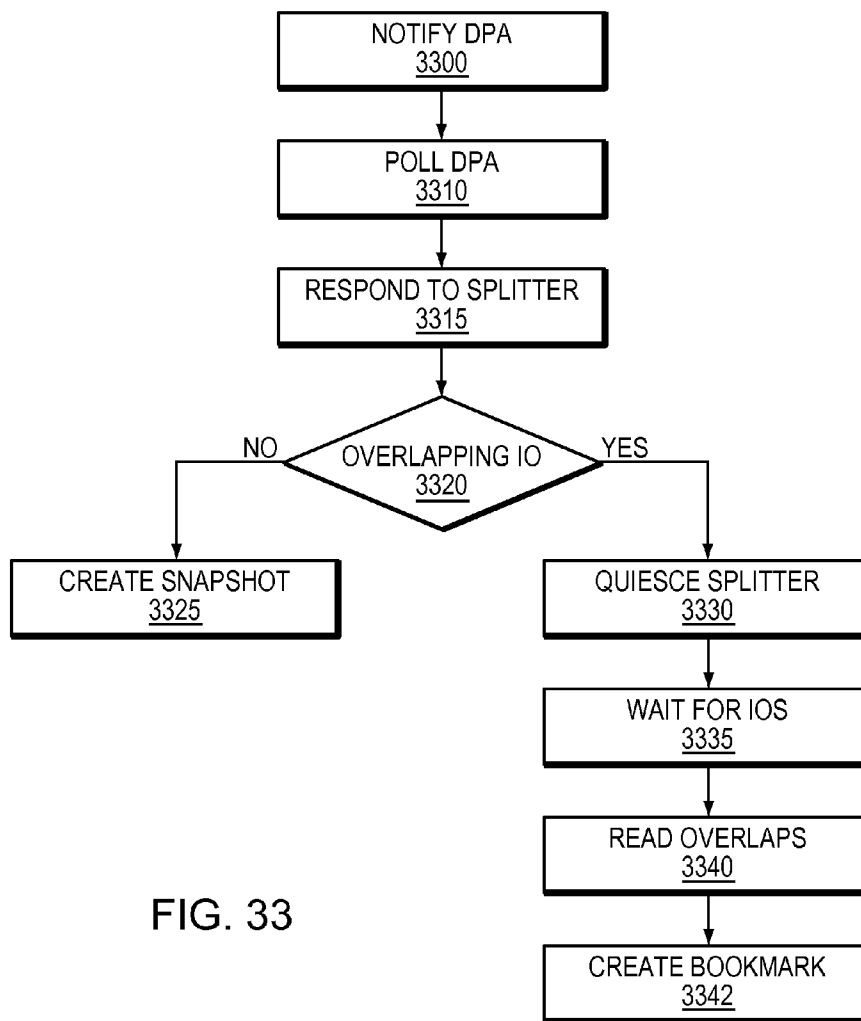 NOTIFY DPA
3300
POLL DPA
3310
RESPOND TO SPLITTER
3315
NO
OVERLAPPING IO
3320
YES
CREATE SNAPSHOT
3325
QUIESCE SPLITTER
3330
WAIT FOR IOS
3335
READ OVERLAPS
3340
CREATE BOOKMARK
3342
FIG. 33